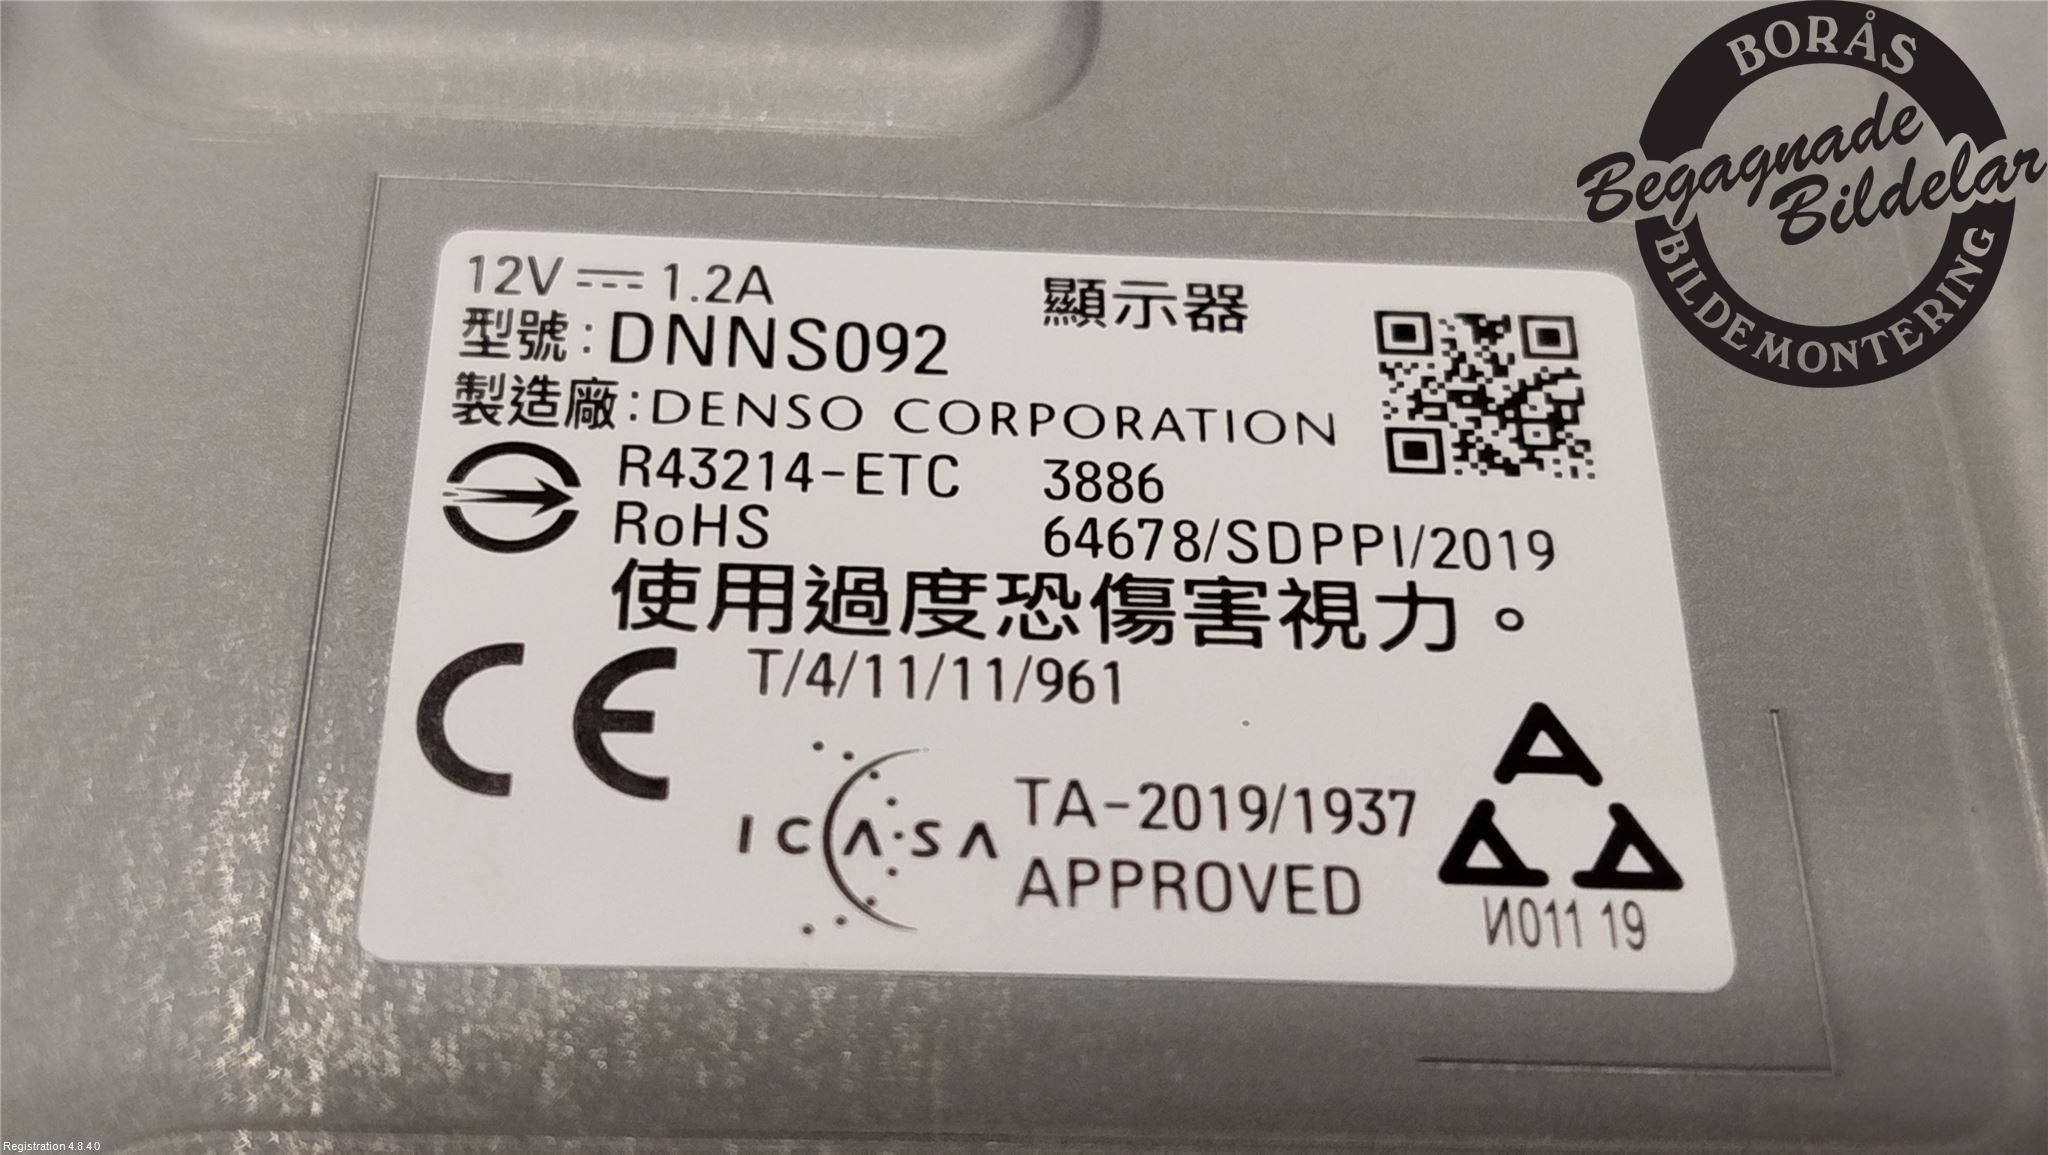 BORÅS
Begagnade
Bildelar
BILDEMONTERING
12V 1.2A
顯示器
型號:DNNS092
製造廠:DENSO CORPORATION
R43214-ETC 3886
RoHS 64678/SDPPI/2019
使用過度恐傷害視力。
CE
T/4/11/11/961
ICASA
TA-2019/1937
APPROVED
И011 19
Registration 4.8.4.0